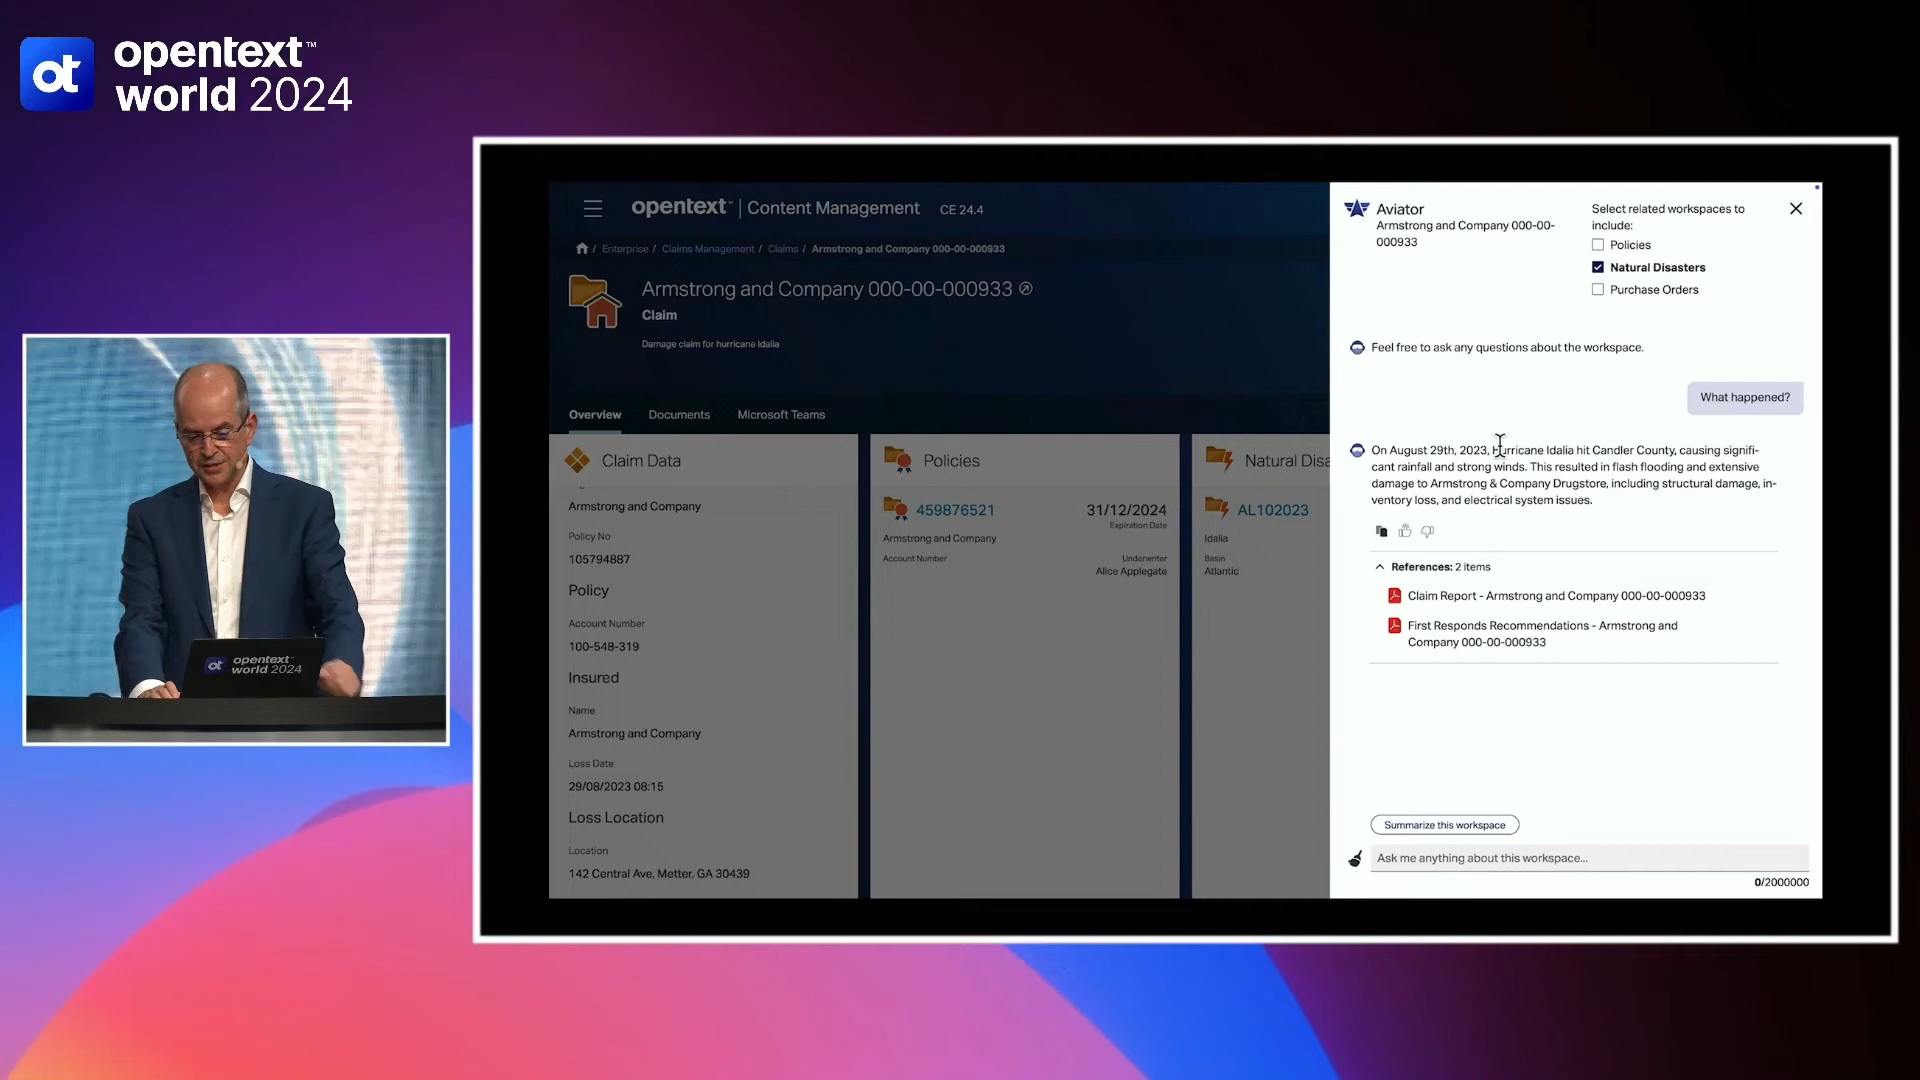 opentext™
world 2024
opentext™ | Content Management CE 24.4
/ Enterprise / Claims Management / Claims / Armstrong and Company 000-00-000933
Armstrong and Company 000-00-000933
Claim
Damage claim for hurricane Idalia
Overview Documents Microsoft Teams
Claim Data
Armstrong and Company
Policy No
105794887
Policy
Account Number
100-548-319
Insured
Name
Armstrong and Company
Loss Date
29/08/2023 08:15
Loss Location
Location
142 Central Ave, Metter, GA 30439
Policies
459876521 31/12/2024
Expiration Date
Armstrong and Company
Account Number Underwriter
Alice Applegate
Natural Disa
AL102023
Idalia
Basin
Atlantic
Aviator
Armstrong and Company 000-00-
000933
Select related workspaces to
include:
Policies
Natural Disasters
Purchase Orders
Feel free to ask any questions about the workspace.
What happened?
On August 29th, 2023, Hurricane Idalia hit Candler County, causing signifi-
cant rainfall and strong winds. This resulted in flash flooding and extensive
damage to Armstrong & Company Drugstore, including structural damage, in-
ventory loss, and electrical system issues.
References: 2 items
Claim Report - Armstrong and Company 000-00-000933
First Responds Recommendations - Armstrong and
Company 000-00-000933
Summarize this workspace
Ask me anything about this workspace...
0/2000000
ot opentext™
world 2024